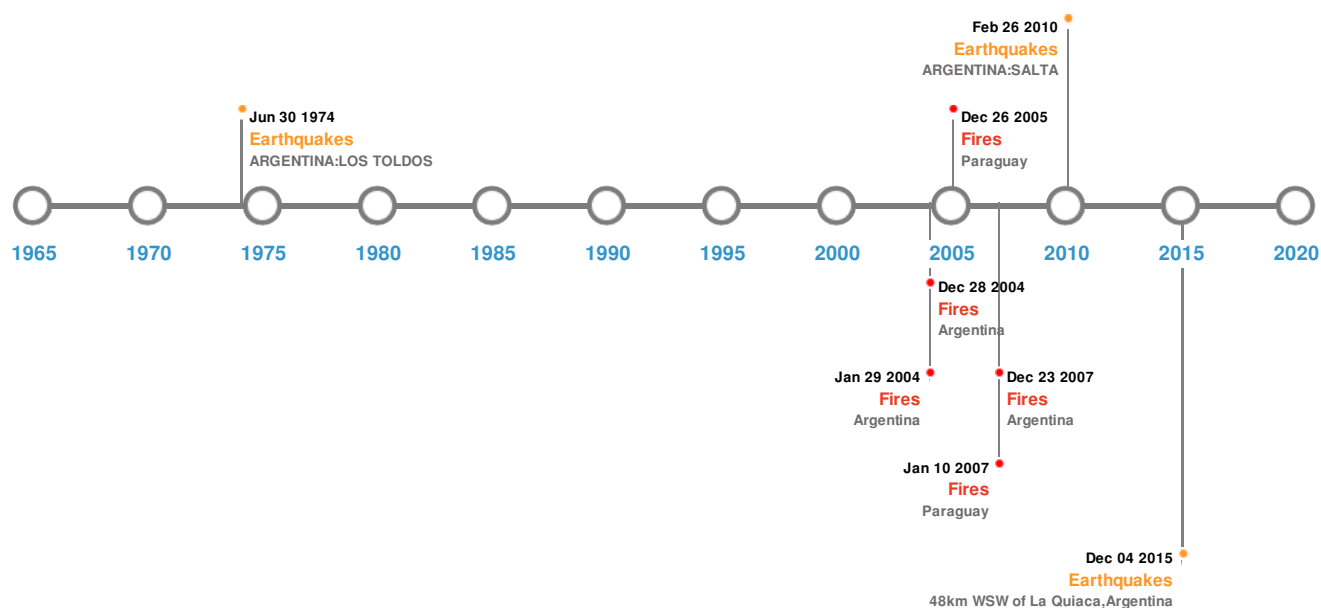 Feb 26 2010
Earthquakes
ARGENTINA:SALTA
Jun 30 1974
Earthquakes
ARGENTINA:LOS TOLDOS
Dec 26 2005
Fires
Paraguay
1965 1970 1975 1980 1985 1990 1995 2000 2005 2010 2015 2020
Dec 28 2004
Fires
Argentina
Jan 29 2004
Fires
Argentina
Dec 23 2007
Fires
Argentina
Jan 10 2007
Fires
Paraguay
Dec 04 2015
Earthquakes
48km WSW of La Quiaca,Argentina